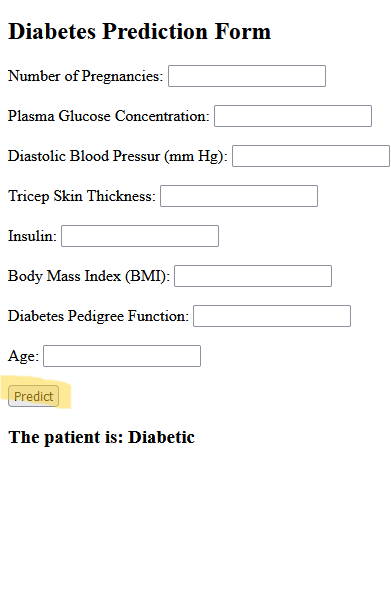 Diabetes Prediction Form
Number of Pregnancies:
Plasma Glucose Concentration:
Diastolic Blood Pressur (mm Hg):
Tricep Skin Thickness:
Insulin:
Body Mass Index (BMI):
Diabetes Pedigree Function:
Age:
Predict
The patient is: Diabetic